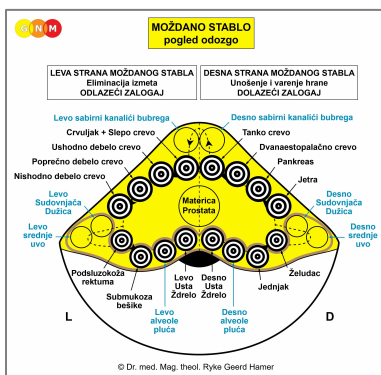 GNM
MOŽDANO STABLO
pogled odozgo
LEVA STRANA MOŽDANOG STABLA
Eliminacija izmeta
ODLAZEĆI ZALOGAJ
DESNA STRANA MOŽDANOG STABLA
Unošenje i varenje hrane
DOLAZEĆI ZALOGAJ
Levo sabirni kanalići bubrega
Desno sabirni kanalići bubrega
Crvuljak + Slepo crevo
Tanko crevo
Ushodno debelo crevo
Dvanaestopalačno crevo
Poprečno debelo crevo
Pankreas
Nishodno debelo crevo
Jetra
Levo
Sudovnjača
Dužica
Desno
Sudovnjača
Dužica
Materica
Prostata
Levo
srednje
uvo
Desno
srednje
uvo
Podsluzokoža
rektuma
Submukoza
bešike
Levo
alveole
pluća
Levo
Usta
Ždrelo
Desno
Usta
Ždrelo
Desno
alveole
pluća
Jednjak
Želudac
L
D
© Dr. med. Mag. theol. Ryke Geerd Hamer